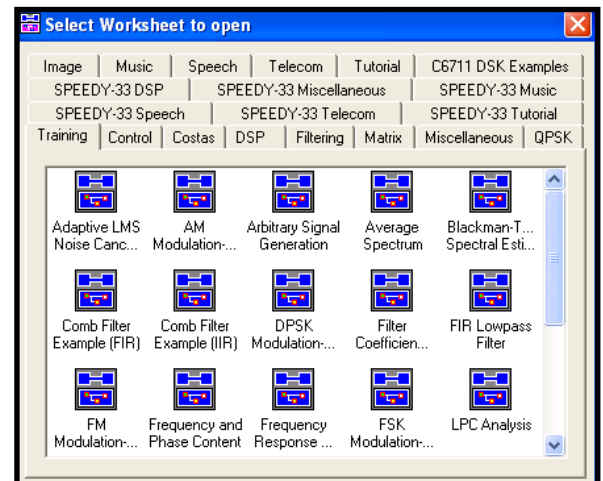 Select Worksheet to open
Image Music Speech Telecom Tutorial C6711 DSK Examples
SPEEDY-33 DSP SPEEDY-33 Miscellaneous SPEEDY-33 Music
SPEEDY-33 Speech SPEEDY-33 Telecom SPEEDY-33 Tutorial
Training Control Costas DSP Filtering Matrix Miscellaneous QPSK
Adaptive LMS
Noise Canc...
AM
Modulation-...
Arbitrary Signal
Generation
Average
Spectrum
Blackman-T...
Spectral Esti...
Comb Filter
Example (FIR)
Comb Filter
Example (IIR)
DPSK
Modulation-...
Filter
Coefficien...
FIR Lowpass
Filter
FM
Modulation-...
Frequency and
Phase Content
Frequency
Response ...
FSK
Modulation-...
LPC Analysis